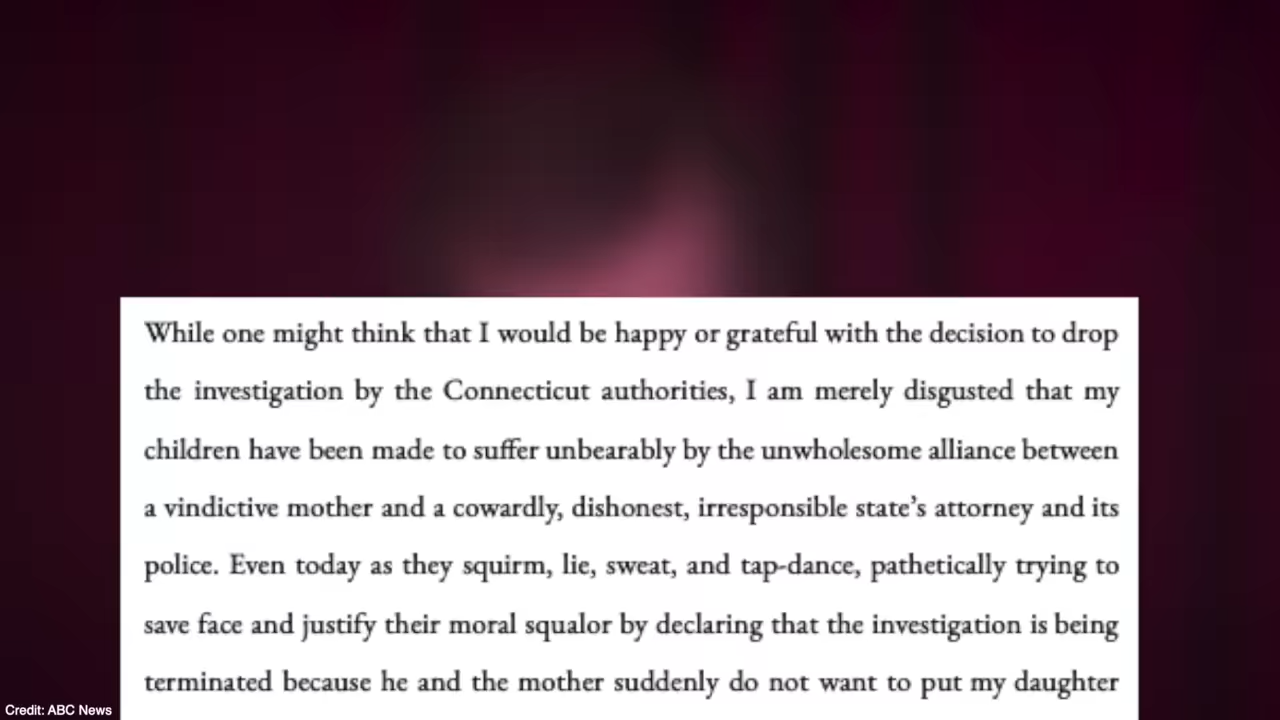 While one might think that I would be happy or grateful with the decision to drop
the investigation by the Connecticut authorities, I am merely disgusted that my
children have been made to suffer unbearably by the unwholesome alliance between
a vindictive mother and a cowardly, dishonest, irresponsible state’s attorney and its
police. Even today as they squirm, lie, sweat, and tap-dance, pathetically trying to
save face and justify their moral squalor by declaring that the investigation is being
terminated because he and the mother suddenly do not want to put my daughter
Credit: ABC News